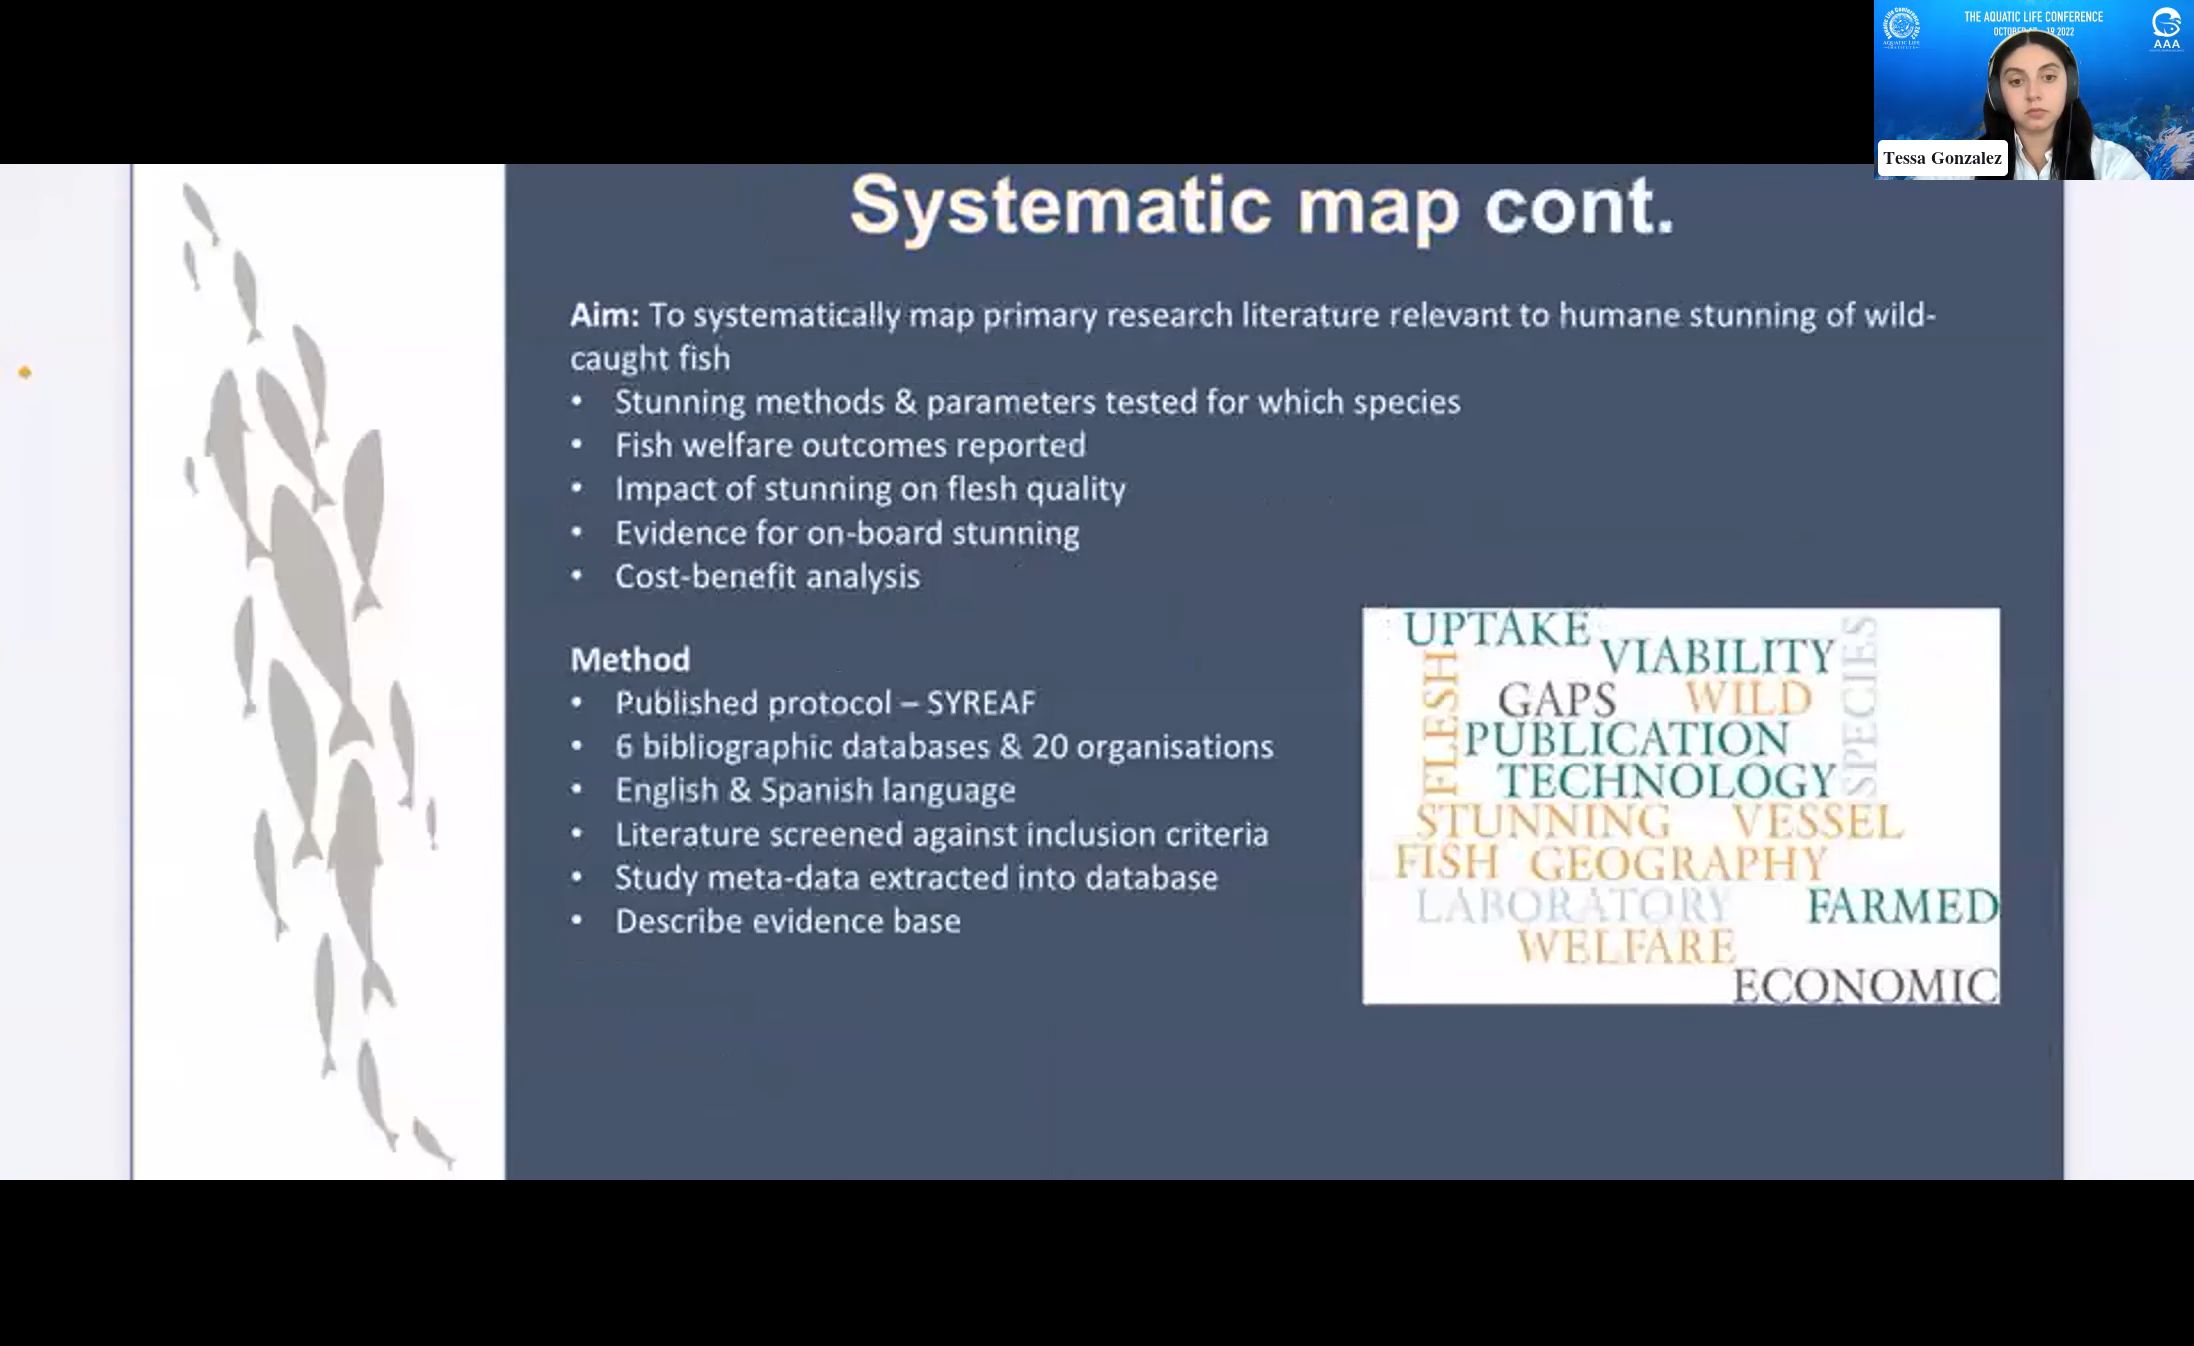 THE AQUATIC LIFE CONFERENCE
AQUATIC LIFE
INSTITUTE
AAA
Tessa Gonzalez
Systematic map cont.
Aim: To systematically map primary research literature relevant to humane stunning of wild-
caught fish
• Stunning methods & parameters tested for which species
• Fish welfare outcomes reported
• Impact of stunning on flesh quality
• Evidence for on-board stunning
• Cost-benefit analysis
Method
• Published protocol – SYREAF
• 6 bibliographic databases & 20 organisations
• English & Spanish language
• Literature screened against inclusion criteria
• Study meta-data extracted into database
• Describe evidence base
UPTAKE
VIABILITY
SPECIES
FLESH
GAPS WILD
PUBLICATION
TECHNOLOGY
STUNNING VESSEL
FISH GEOGRAPHY
LABORATORY FARMED
WELFARE
ECONOMIC